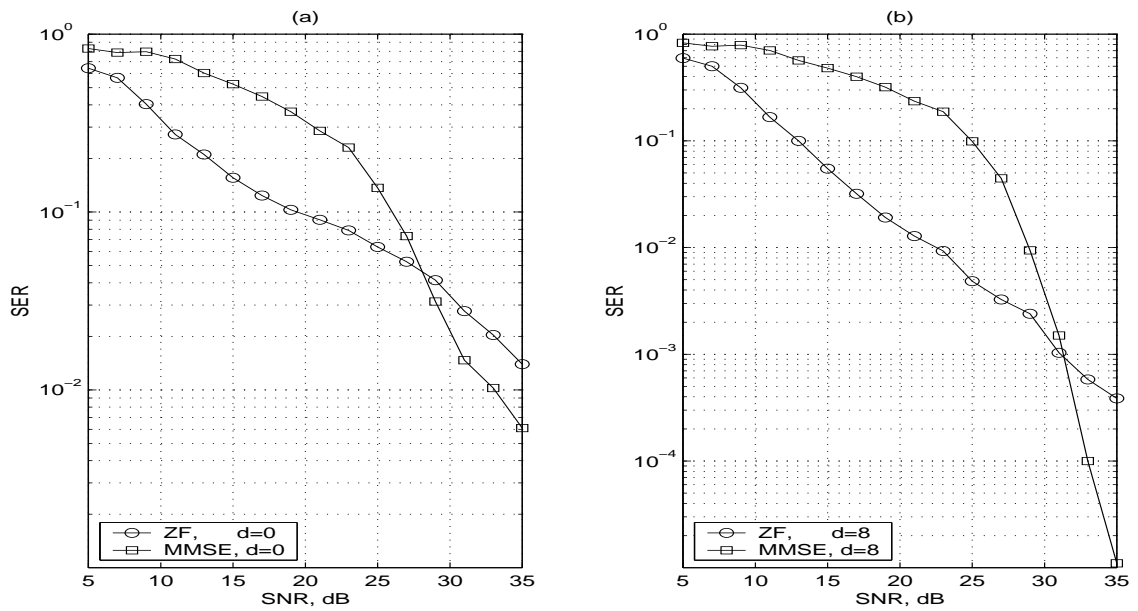 (a)
10^0
10^-1
10^-2
SER
5 10 15 20 25 30 35
SNR, dB
ZF, d=0
MMSE, d=0
(b)
10^0
10^-1
10^-2
10^-3
10^-4
SER
5 10 15 20 25 30 35
SNR, dB
ZF, d=8
MMSE, d=8